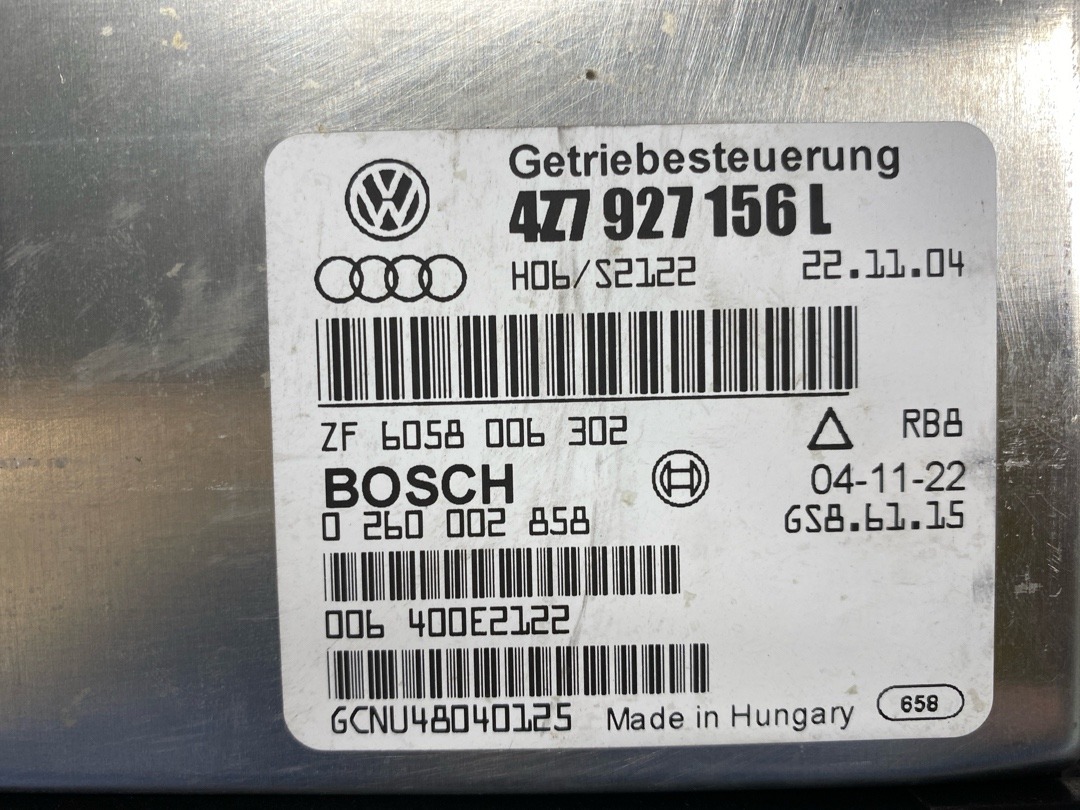 Getriebesteuerung
4Z7 927 156 L
H06/S2122 22.11.04
ZF 6058 006 302 RB8
BOSCH 04-11-22
0 260 002 858 GS8.61.15
006 400E2122
GCNU48040125 Made in Hungary 658